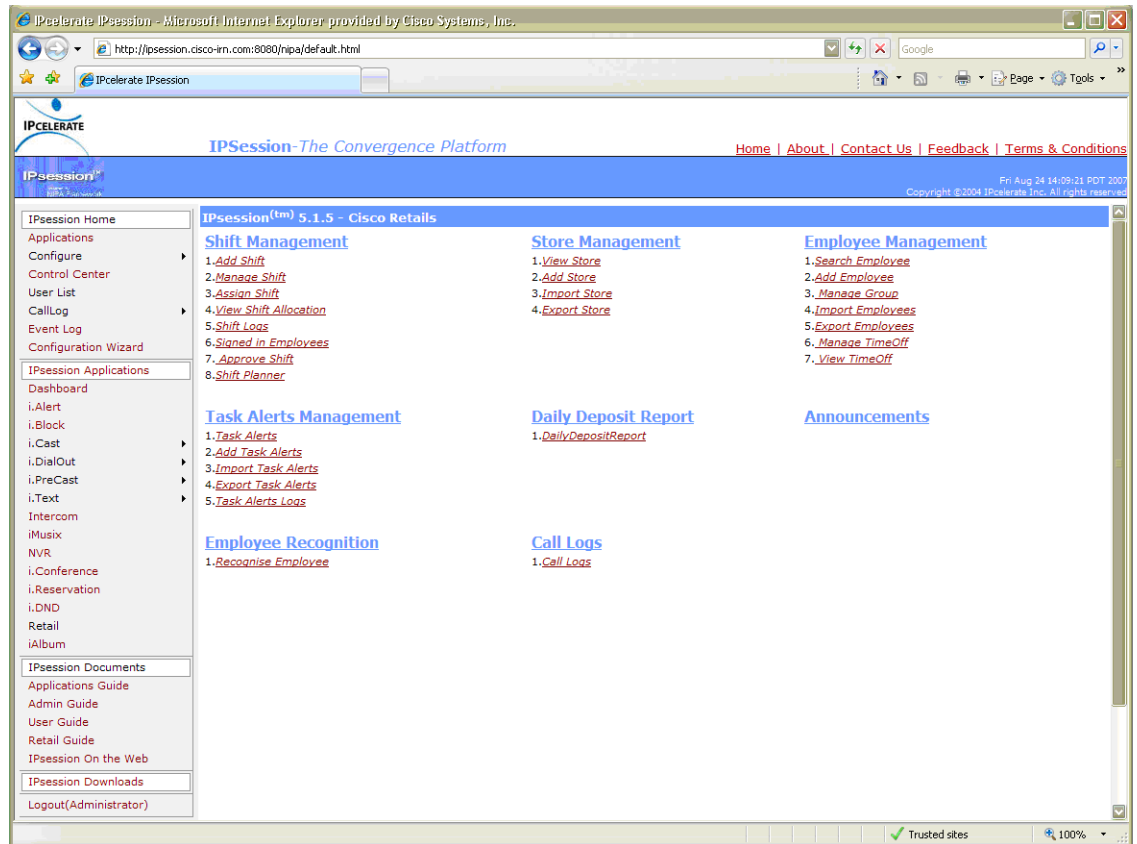 IPcelerate IPsession - Microsoft Internet Explorer provided by Cisco Systems, Inc.
http://ipsession.cisco-irn.com:8080/nipa/default.html
Google
IPcelerate IPsession
Page
Tools
»
IPCELERATE
IPSession-The Convergence Platform
Home | About | Contact Us | Feedback | Terms & Conditions
IPsession™
Fri Aug 24 14:09:21 PDT 2007
Copyright ©2004 IPcelerate Inc. All rights reserved
IPsession Home
Applications
Configure
Control Center
User List
CallLog
Event Log
Configuration Wizard
IPsession Applications
Dashboard
i.Alert
i.Block
i.Cast
i.DialOut
i.PreCast
i.Text
Intercom
iMusix
NVR
i.Conference
i.Reservation
i.DND
Retail
iAlbum
IPsession Documents
Applications Guide
Admin Guide
User Guide
Retail Guide
IPsession On the Web
IPsession Downloads
Logout(Administrator)
IPsession(tm) 5.1.5 - Cisco Retails
Shift Management
1.Add Shift
2.Manage Shift
3.Assign Shift
4.View Shift Allocation
5.Shift Logs
6.Signed in Employees
7. Approve Shift
8.Shift Planner
Store Management
1.View Store
2.Add Store
3.Import Store
4.Export Store
Employee Management
1.Search Employee
2.Add Employee
3. Manage Group
4.Import Employees
5.Export Employees
6. Manage TimeOff
7. View TimeOff
Task Alerts Management
1.Task Alerts
2.Add Task Alerts
3.Import Task Alerts
4.Export Task Alerts
5.Task Alerts Logs
Daily Deposit Report
1.DailyDepositReport
Announcements
Employee Recognition
1.Recognise Employee
Call Logs
1.Call Logs
Trusted sites
100%